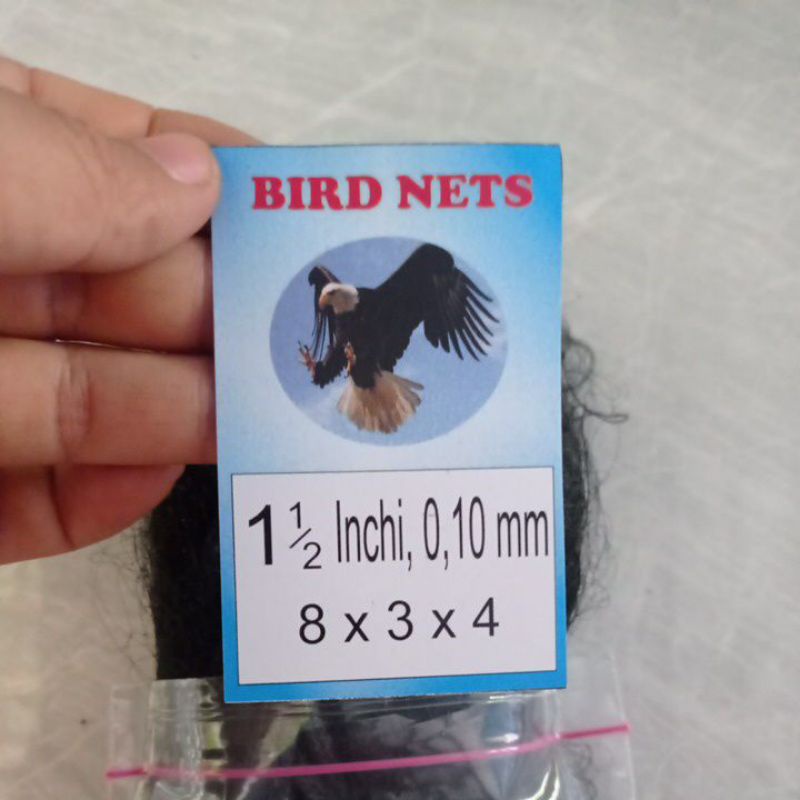 BIRD NETS
1 1/2 Inchi, 0,10 mm
8 x 3 x 4